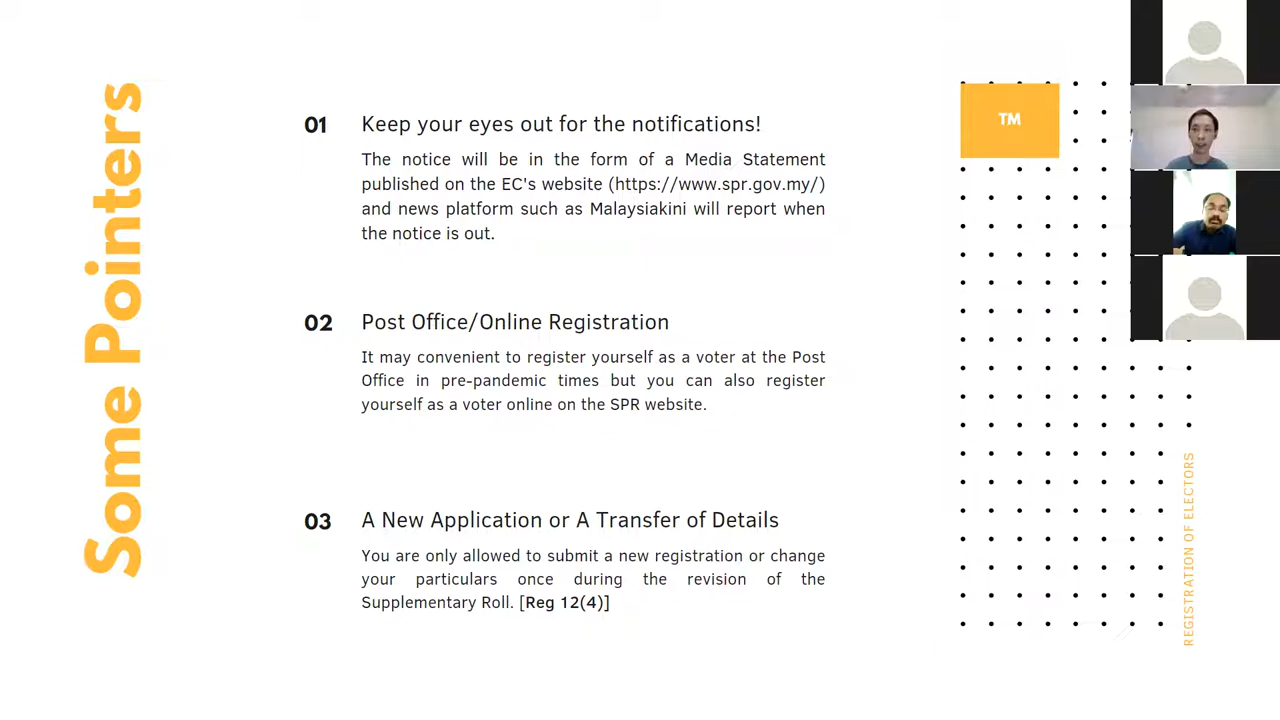 Some Pointers
01 Keep your eyes out for the notifications!
The notice will be in the form of a Media Statement
published on the EC's website (https://www.spr.gov.my/)
and news platform such as Malaysiakini will report when
the notice is out.
02 Post Office/Online Registration
It may convenient to register yourself as a voter at the Post
Office in pre-pandemic times but you can also register
yourself as a voter online on the SPR website.
03 A New Application or A Transfer of Details
You are only allowed to submit a new registration or change
your particulars once during the revision of the
Supplementary Roll. [Reg 12(4)]
TM
REGISTRATION OF ELECTORS